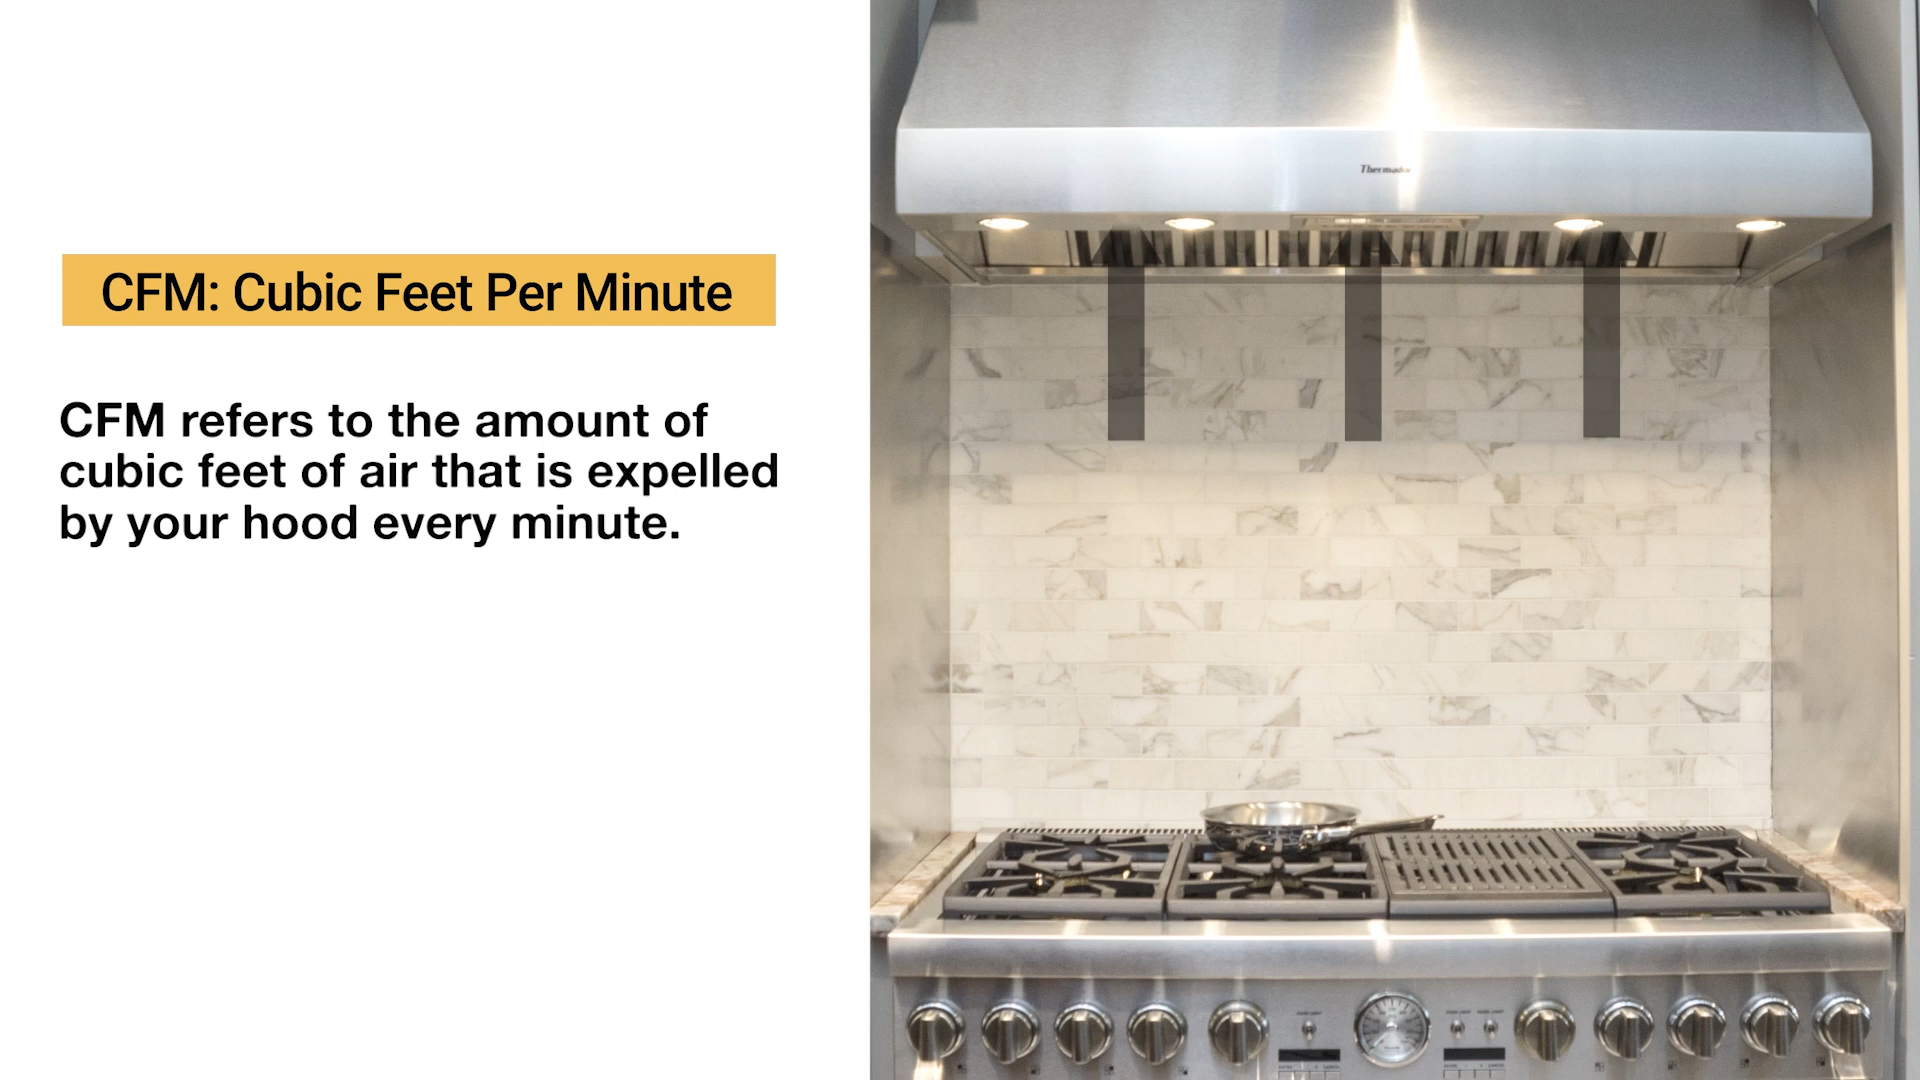 CFM: Cubic Feet Per Minute
CFM refers to the amount of
cubic feet of air that is expelled
by your hood every minute.
Thermador